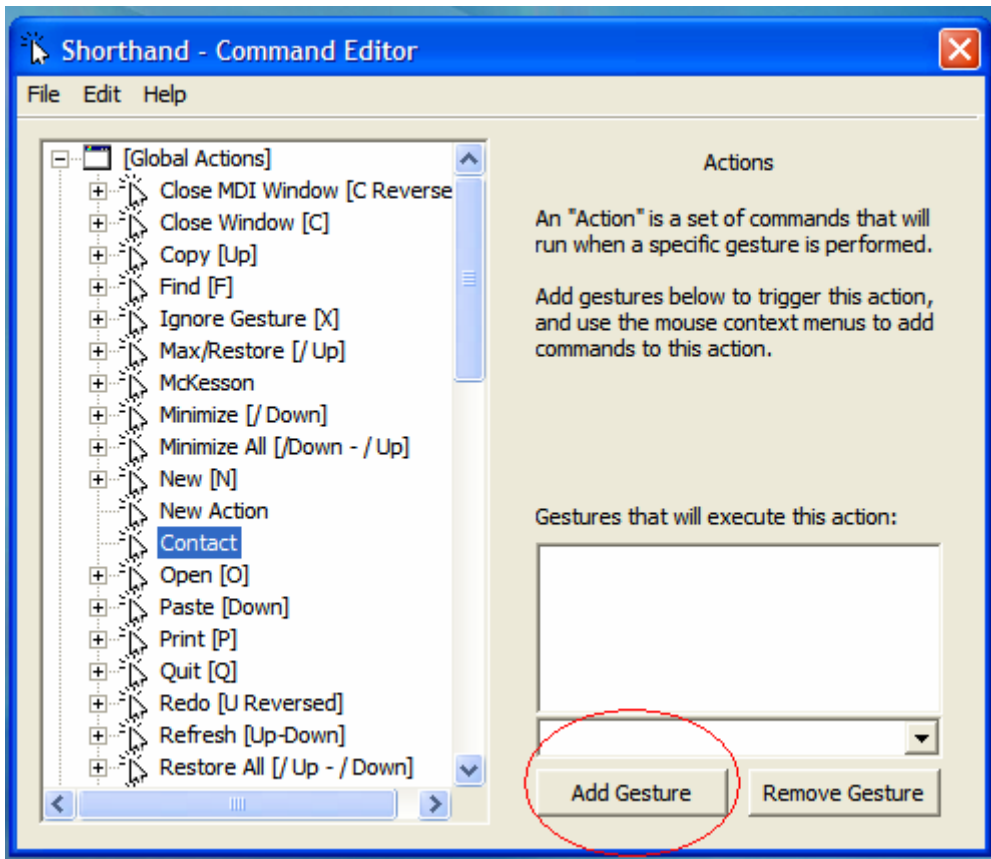 Shorthand - Command Editor
File Edit Help
[Global Actions]
Close MDI Window [C Reverse
Close Window [C]
Copy [Up]
Find [F]
Ignore Gesture [X]
Max/Restore [/ Up]
McKesson
Minimize [/ Down]
Minimize All [/Down - / Up]
New [N]
New Action
Contact
Open [O]
Paste [Down]
Print [P]
Quit [Q]
Redo [U Reversed]
Refresh [Up-Down]
Restore All [/ Up - / Down]
Actions
An "Action" is a set of commands that will
run when a specific gesture is performed.
Add gestures below to trigger this action,
and use the mouse context menus to add
commands to this action.
Gestures that will execute this action:
Add Gesture
Remove Gesture